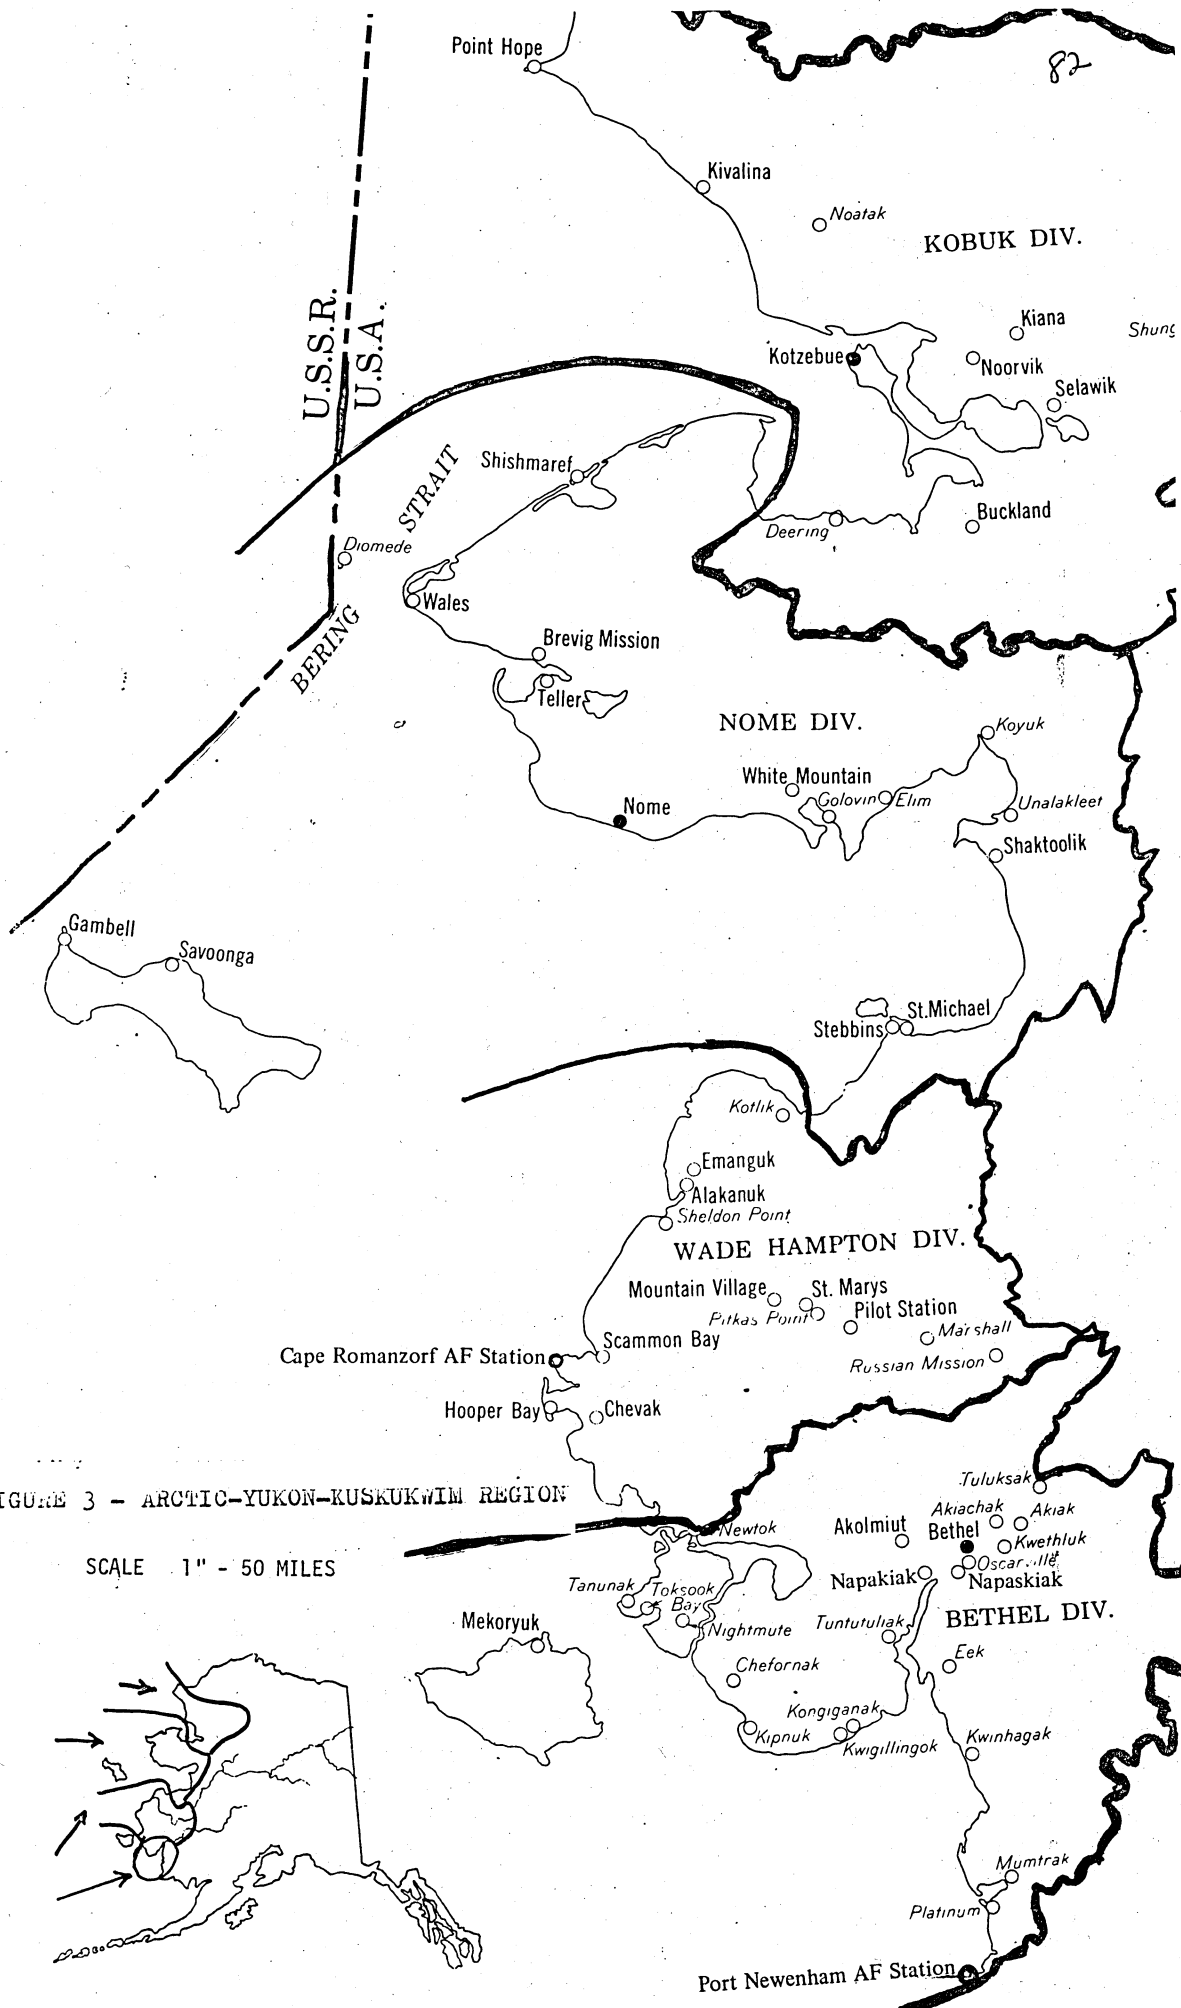 Point Hope
82
Kivalina
Noatak
KOBUK DIV.
U.S.S.R.
U.S.A.
Kiana
Shung
Kotzebue
Noorvik
Selawik
Shishmaref
STRAIT
Buckland
Deering
Diomede
Wales
BERING
Brevig Mission
Teller
NOME DIV.
Koyuk
White Mountain
Golovin
Elim
Unalakleet
Nome
Shaktoolik
Gambell
Savoonga
St.Michael
Stebbins
Kotlik
Emanguk
Alakanuk
Sheldon Point
WADE HAMPTON DIV.
Mountain Village
St. Marys
Pitkas Point
Pilot Station
Marshall
Scammon Bay
Cape Romanzorf AF Station
Russian Mission
Hooper Bay
Chevak
Tuluksak
IGURE 3 - ARCTIC-YUKON-KUSKUKWIM REGION
Akiachak
Akiak
Newtok
Akolmiut
Bethel
Kwethluk
SCALE 1" - 50 MILES
Oscarville
Napakiak
Napaskiak
Tanunak
Toksook
Bay
BETHEL DIV.
Mekoryuk
Nightmute
Tuntutuliak
Eek
Chefornak
Kongiganak
Kipnuk
Kwigillingok
Kwinhagak
Mumtrak
Platinum
Port Newenham AF Station